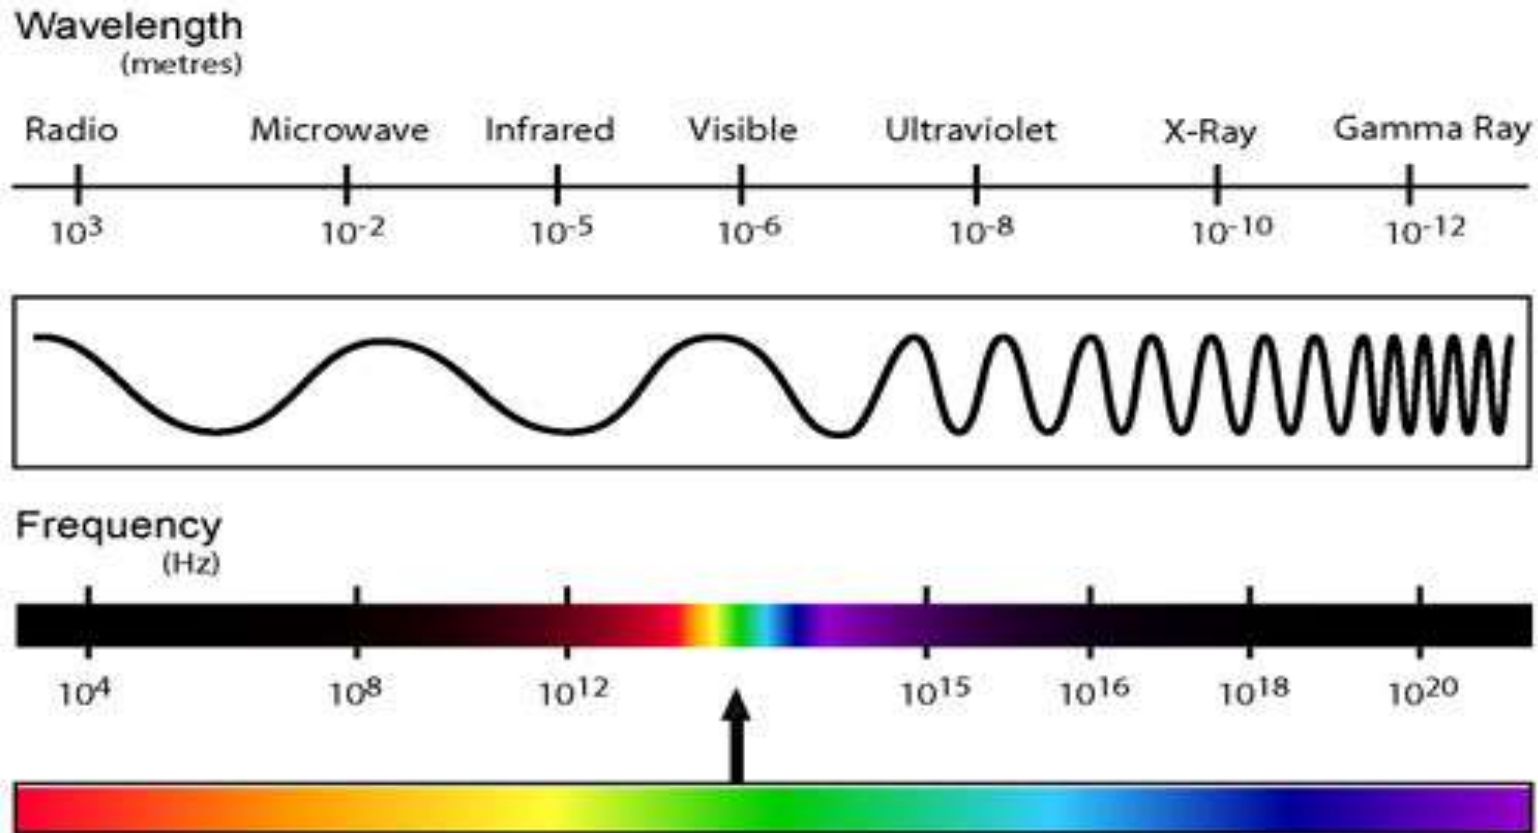 Wavelength
(metres)
Radio Microwave Infrared Visible Ultraviolet X-Ray Gamma Ray
10³ 10⁻² 10⁻⁵ 10⁻⁶ 10⁻⁸ 10⁻¹⁰ 10⁻¹²
Frequency
(Hz)
10⁴ 10⁸ 10¹² 10¹⁵ 10¹⁶ 10¹⁸ 10²⁰